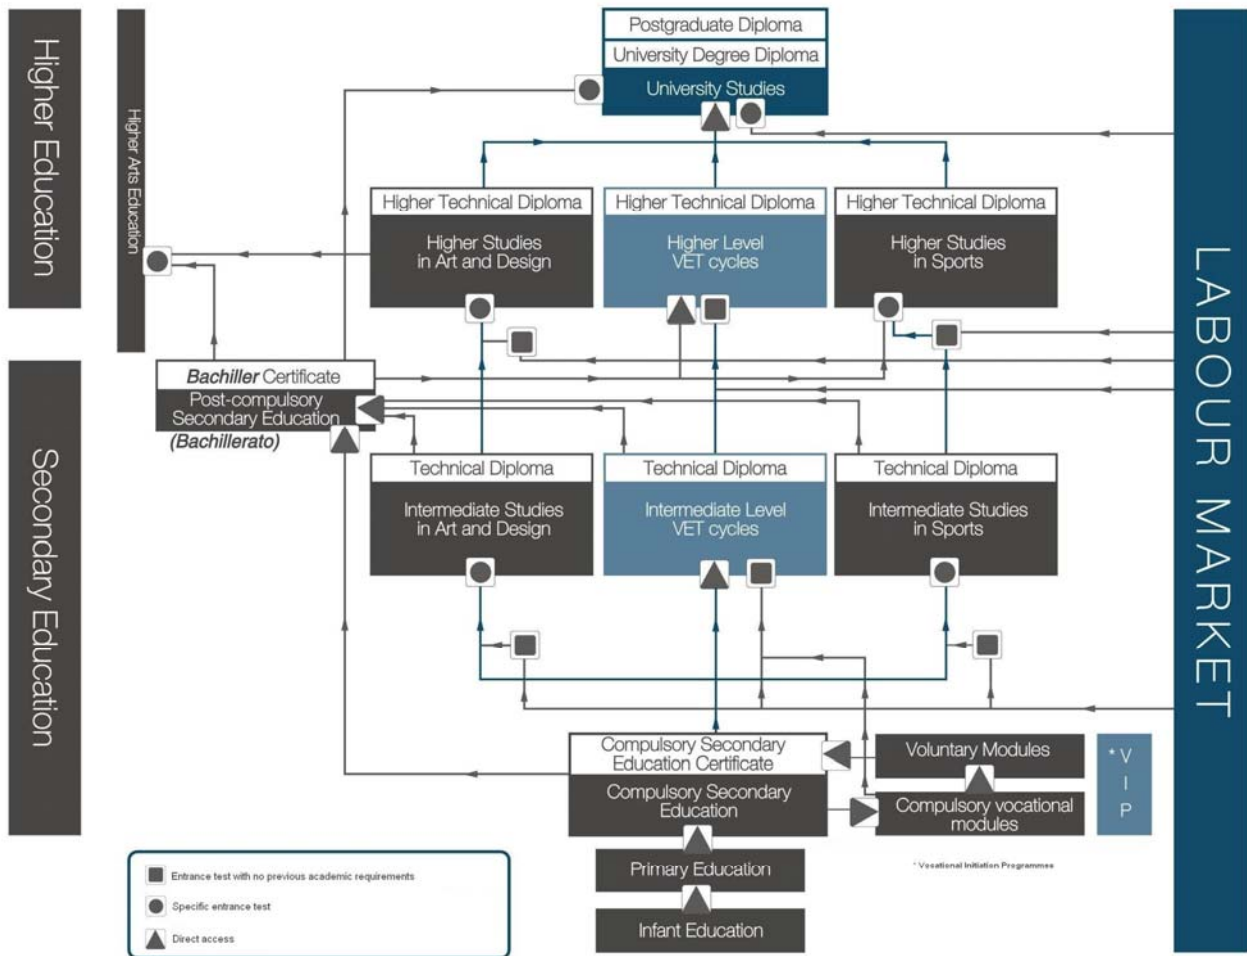 Higher Education
Higher Arts Education
Postgraduate Diploma
University Degree Diploma
University Studies
Higher Technical Diploma
Higher Studies
in Art and Design
Higher Technical Diploma
Higher Level
VET cycles
Higher Technical Diploma
Higher Studies
in Sports
LABOUR MARKET
Secondary Education
Bachiller Certificate
Post-compulsory
Secondary Education
(Bachillerato)
Technical Diploma
Intermediate Studies
in Art and Design
Technical Diploma
Intermediate Level
VET cycles
Technical Diploma
Intermediate Studies
in Sports
Compulsory Secondary
Education Certificate
Compulsory Secondary
Education
Voluntary Modules
Compulsory vocational
modules
* V
I
P
Primary Education
Infant Education
* Vocational Initiation Programmes
Entrance test with no previous academic requirements
Specific entrance test
Direct access